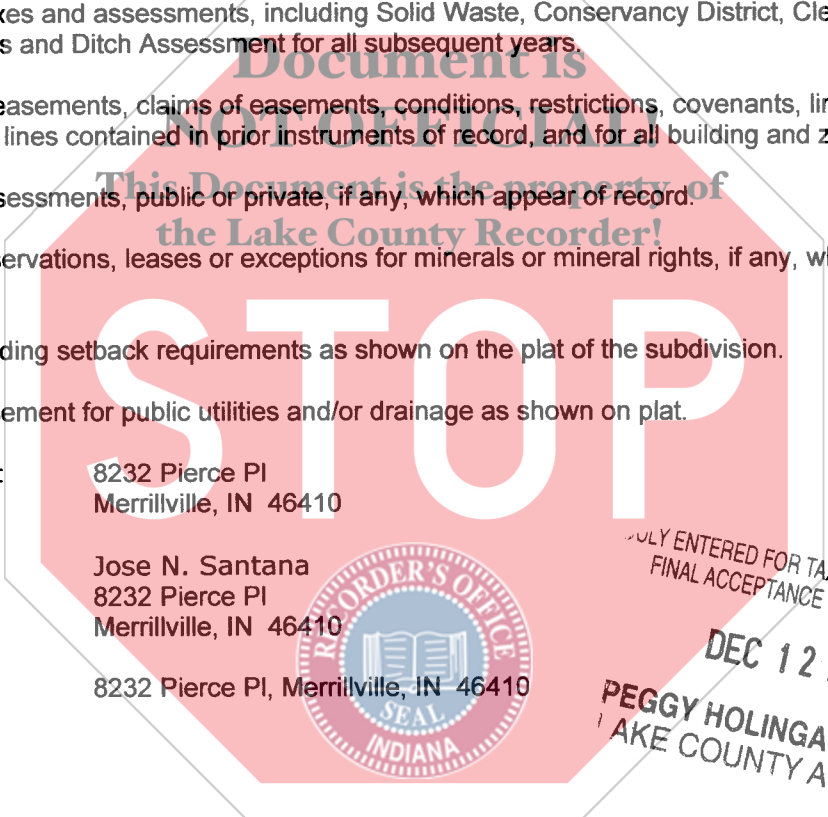 xes and assessments, including Solid Waste, Conservancy District, Cle
s and Ditch Assessment for all subsequent years.
Document is
easements, claims of easements, conditions, restrictions, covenants, lin
NOT OFFICIAL!
lines contained in prior instruments of record, and for all building and z
This Document is the property of
sessments, public or private, if any, which appear of record.
the Lake County Recorder!
servations, leases or exceptions for minerals or mineral rights, if any, wh
STOP
ding setback requirements as shown on the plat of the subdivision.
ement for public utilities and/or drainage as shown on plat.
: 8232 Pierce Pl
Merrillville, IN 46410
Jose N. Santana
8232 Pierce Pl
Merrillville, IN 46410
8232 Pierce Pl, Merrillville, IN 46410
RECORDER'S OFFICE
SEAL
INDIANA
ULY ENTERED FOR TA
FINAL ACCEPTANCE
DEC 12
PEGGY HOLINGA
LAKE COUNTY A